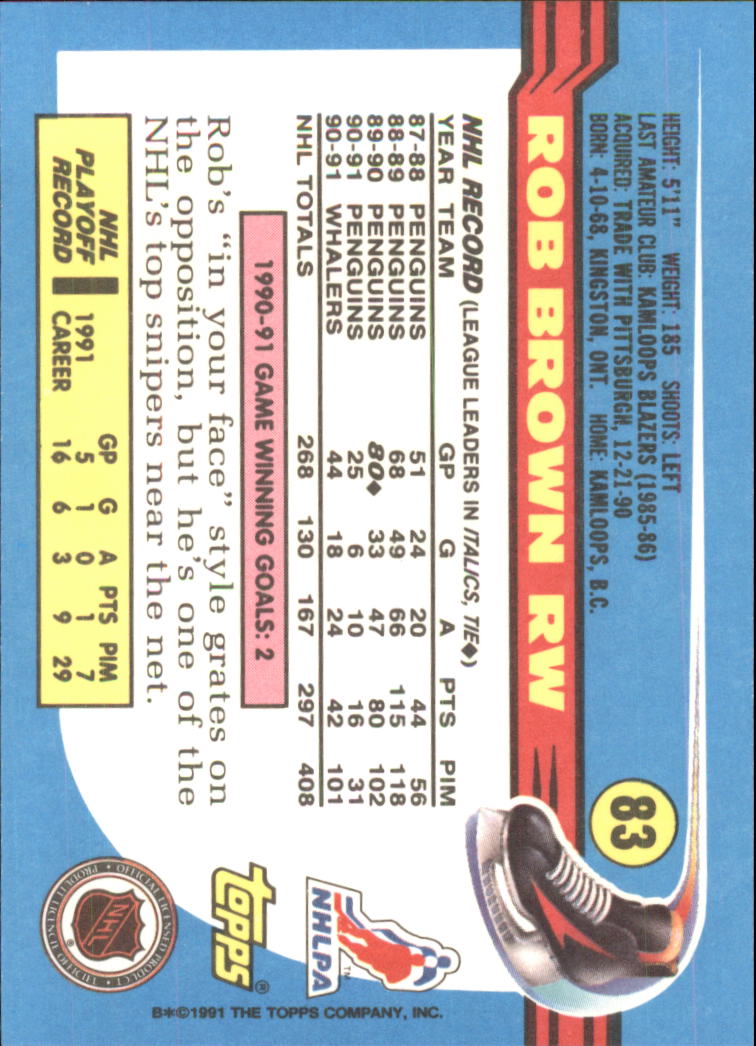 HEIGHT: 5'11" WEIGHT: 185 SHOOTS: LEFT
LAST AMATEUR CLUB: KAMLOOPS BLAZERS (1985-86)
ACQUIRED: TRADE WITH PITTSBURGH, 12-21-90
BORN: 4-10-68, KINGSTON, ONT. HOME: KAMLOOPS, B.C.
83
ROB BROWN RW
NHL RECORD (LEAGUE LEADERS IN ITALICS, TIE◆)
YEAR TEAM GP G A PTS PIM
87-88 PENGUINS 51 24 20 44 56
88-89 PENGUINS 68 49 66 115 118
89-90 PENGUINS 80◆ 33 47 80 102
90-91 PENGUINS 25 6 10 16 31
90-91 WHALERS 44 18 24 42 101
NHL TOTALS 268 130 167 297 408
1990-91 GAME WINNING GOALS: 2
Rob's "in your face" style grates on
the opposition, but he's one of the
NHL's top snipers near the net.
NHL PLAYOFF RECORD
GP G A PTS PIM
1991 5 1 0 1 7
CAREER 16 6 3 9 29
NHLPA™
topps®
NHL®
B*©1991 THE TOPPS COMPANY, INC.